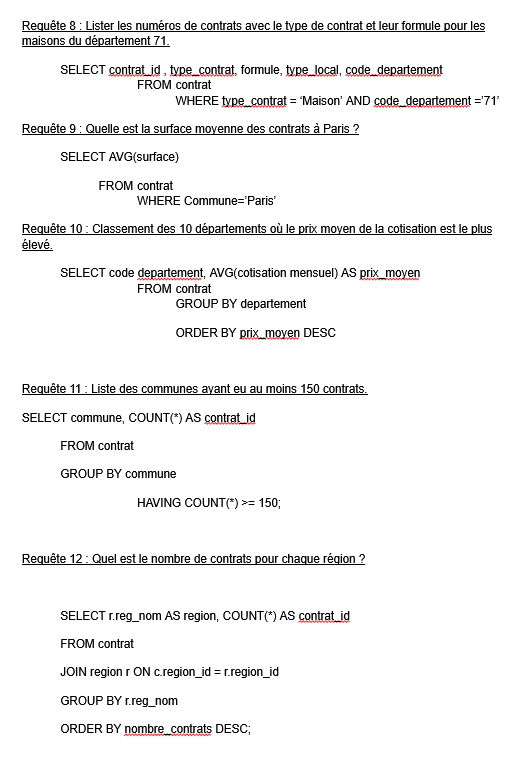 Requête 8 : Lister les numéros de contrats avec le type de contrat et leur formule pour les
maisons du département 71.
SELECT contrat_id , type_contrat, formule, type_local, code_departement
FROM contrat
WHERE type_contrat = ‘Maison’ AND code_departement =’71’
Requête 9 : Quelle est la surface moyenne des contrats à Paris ?
SELECT AVG(surface)
FROM contrat
WHERE Commune=’Paris’
Requête 10 : Classement des 10 départements où le prix moyen de la cotisation est le plus
élevé.
SELECT code departement, AVG(cotisation mensuel) AS prix_moyen
FROM contrat
GROUP BY departement
ORDER BY prix_moyen DESC
Requête 11 : Liste des communes ayant eu au moins 150 contrats.
SELECT commune, COUNT(*) AS contrat_id
FROM contrat
GROUP BY commune
HAVING COUNT(*) >= 150;
Requête 12 : Quel est le nombre de contrats pour chaque région ?
SELECT r.reg_nom AS region, COUNT(*) AS contrat_id
FROM contrat
JOIN region r ON c.region_id = r.region_id
GROUP BY r.reg_nom
ORDER BY nombre_contrats DESC;